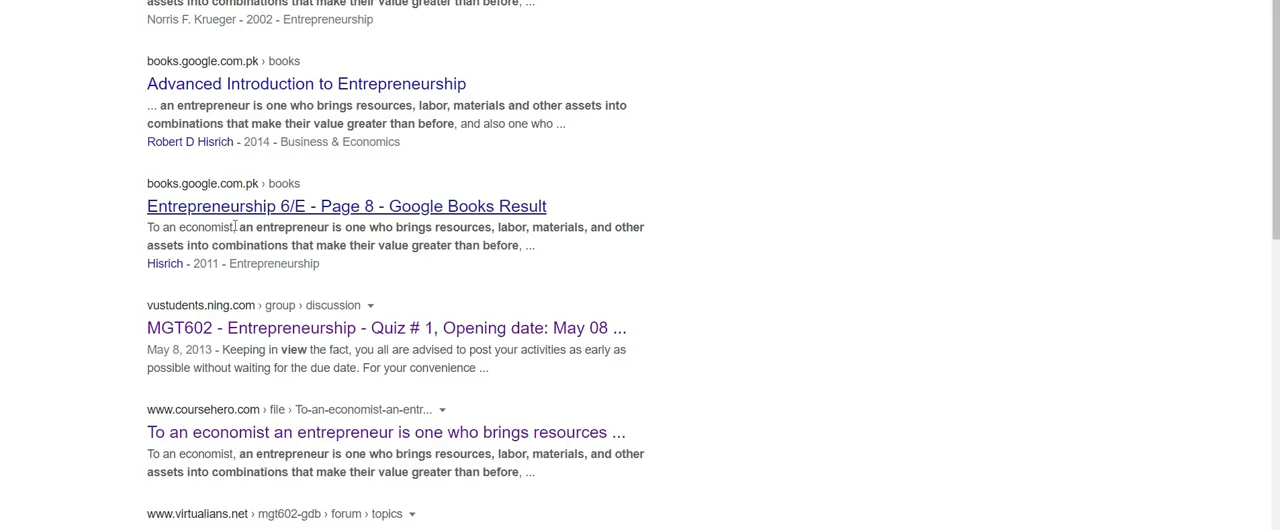 assets into combinations that make their value greater than before, ...
Norris F. Krueger - 2002 - Entrepreneurship
books.google.com.pk › books
Advanced Introduction to Entrepreneurship
... an entrepreneur is one who brings resources, labor, materials and other assets into
combinations that make their value greater than before, and also one who ...
Robert D Hisrich - 2014 - Business & Economics
books.google.com.pk › books
Entrepreneurship 6/E - Page 8 - Google Books Result
To an economist, an entrepreneur is one who brings resources, labor, materials, and other
assets into combinations that make their value greater than before, ...
Hisrich - 2011 - Entrepreneurship
vustudents.ning.com › group › discussion
MGT602 - Entrepreneurship - Quiz # 1, Opening date: May 08 ...
May 8, 2013 - Keeping in view the fact, you all are advised to post your activities as early as
possible without waiting for the due date. For your convenience ...
www.coursehero.com › file › To-an-economist-an-entr...
To an economist an entrepreneur is one who brings resources ...
To an economist, an entrepreneur is one who brings resources, labor, materials, and other
assets into combinations that make their value greater than before, ...
www.virtualians.net › mgt602-gdb › forum › topics